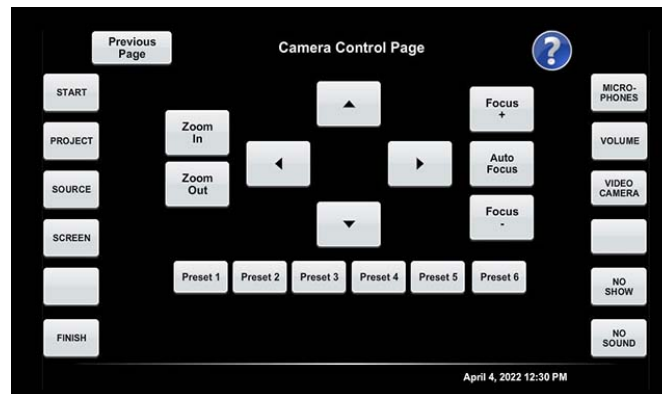 Previous
Page
Camera Control Page
?
START
PROJECT
SOURCE
SCREEN
FINISH
Zoom
In
Zoom
Out
Focus
+
Auto
Focus
Focus
-
Preset 1
Preset 2
Preset 3
Preset 4
Preset 5
Preset 6
MICRO-
PHONES
VOLUME
VIDEO
CAMERA
NO
SHOW
NO
SOUND
April 4, 2022 12:30 PM